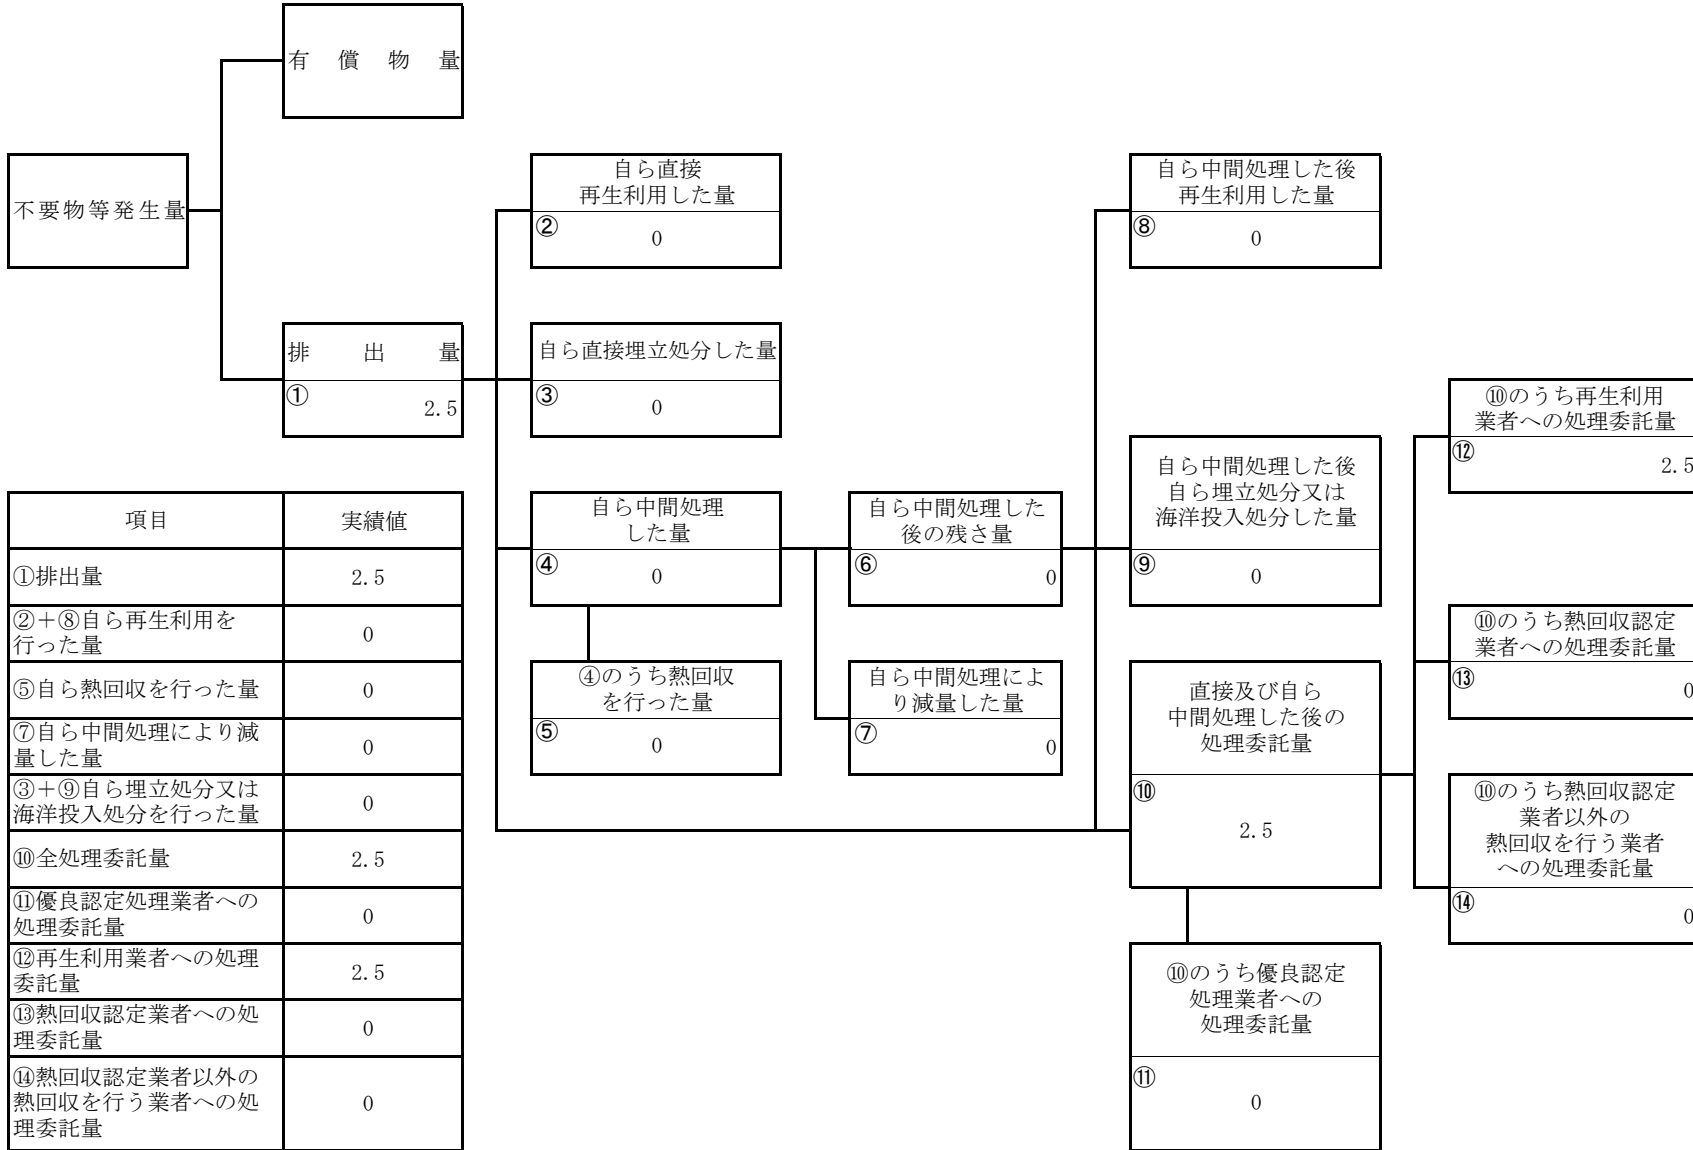 有償物量
不要物等発生量
排出量
①
2.5
自ら直接
再生利用した量
②
0
自ら直接埋立処分した量
③
0
自ら中間処理
した量
④
0
④のうち熱回収
を行った量
⑤
0
自ら中間処理した
後の残さ量
⑥
0
自ら中間処理によ
り減量した量
⑦
0
自ら中間処理した後
再生利用した量
⑧
0
自ら中間処理した後
自ら埋立処分又は
海洋投入処分した量
⑨
0
直接及び自ら
中間処理した後の
処理委託量
⑩
2.5
⑩のうち優良認定
処理業者への
処理委託量
⑪
0
⑩のうち再生利用
業者への処理委託量
⑫
2.5
⑩のうち熱回収認定
業者への処理委託量
⑬
0
⑩のうち熱回収認定
業者以外の
熱回収を行う業者
への処理委託量
⑭
0
項目 実績値
①排出量 2.5
②+⑧自ら再生利用を
行った量
0
⑤自ら熱回収を行った量 0
⑦自ら中間処理により減
量した量
0
③+⑨自ら埋立処分又は
海洋投入処分を行った量
0
⑩全処理委託量 2.5
⑪優良認定処理業者への
処理委託量
0
⑫再生利用業者への処理
委託量
2.5
⑬熱回収認定業者への処
理委託量
0
⑭熱回収認定業者以外の
熱回収を行う業者への処
理委託量
0